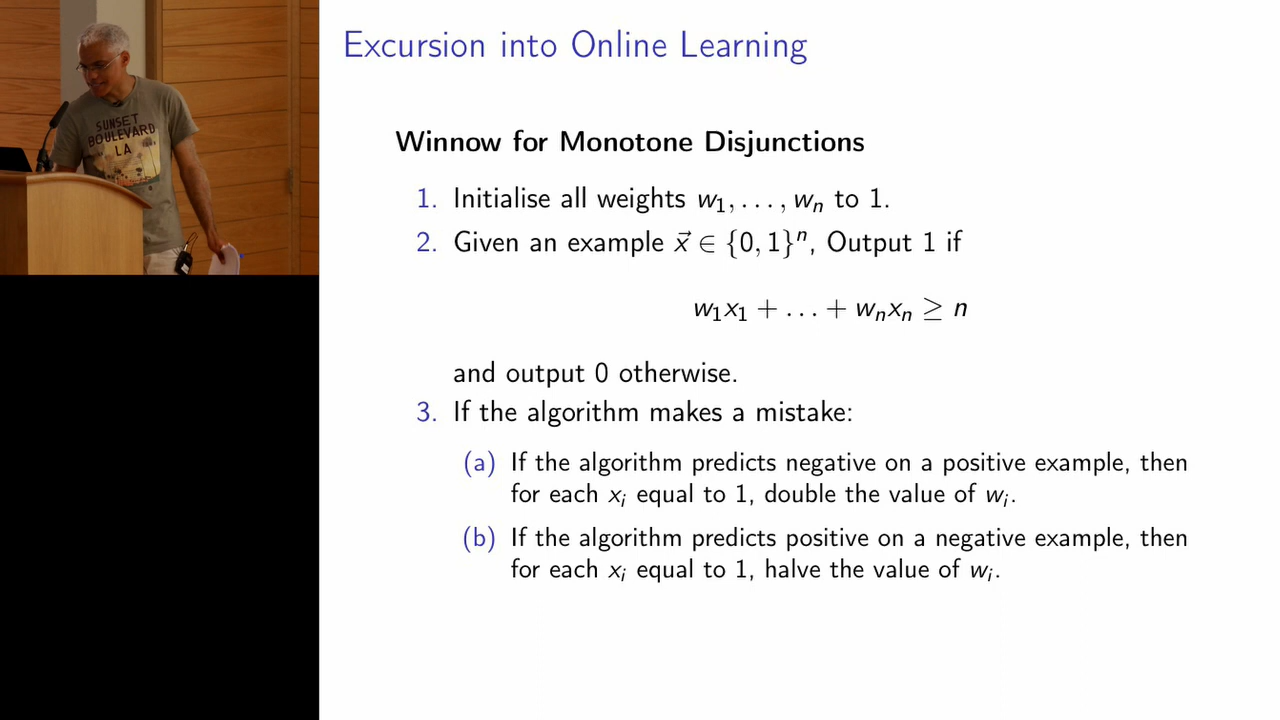 Excursion into Online Learning
SUNSET
BOULEVARD
LA
Winnow for Monotone Disjunctions
1. Initialise all weights w₁, . . . , wₙ to 1.
2. Given an example x⃗ ∈ {0, 1}ⁿ, Output 1 if
w₁x₁ + . . . + wₙxₙ ≥ n
and output 0 otherwise.
3. If the algorithm makes a mistake:
(a) If the algorithm predicts negative on a positive example, then
for each xᵢ equal to 1, double the value of wᵢ.
(b) If the algorithm predicts positive on a negative example, then
for each xᵢ equal to 1, halve the value of wᵢ.